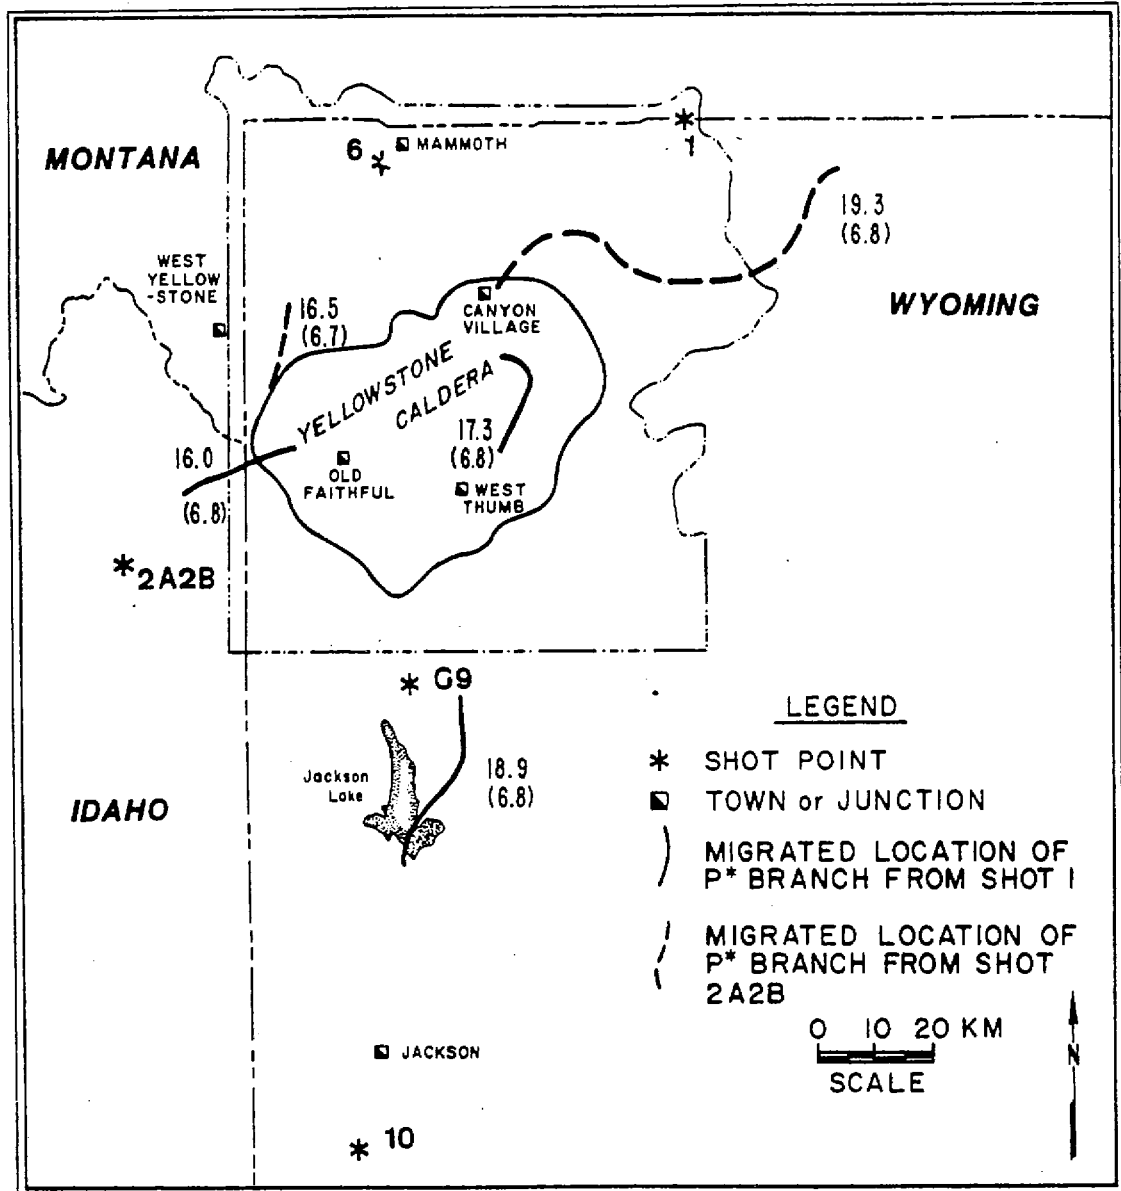 MONTANA
6
MAMMOTH
1
19.3
(6.8)
WEST
YELLOW
-STONE
16.5
(6.7)
CANYON
VILLAGE
WYOMING
YELLOWSTONE
CALDERA
16.0
(6.8)
17.3
(6.8)
OLD
FAITHFUL
WEST
THUMB
2A2B
G9
Jackson
Lake
18.9
(6.8)
IDAHO
LEGEND
SHOT POINT
TOWN or JUNCTION
MIGRATED LOCATION OF
P* BRANCH FROM SHOT 1
MIGRATED LOCATION OF
P* BRANCH FROM SHOT
2A2B
0 10 20 KM
SCALE
N
JACKSON
10